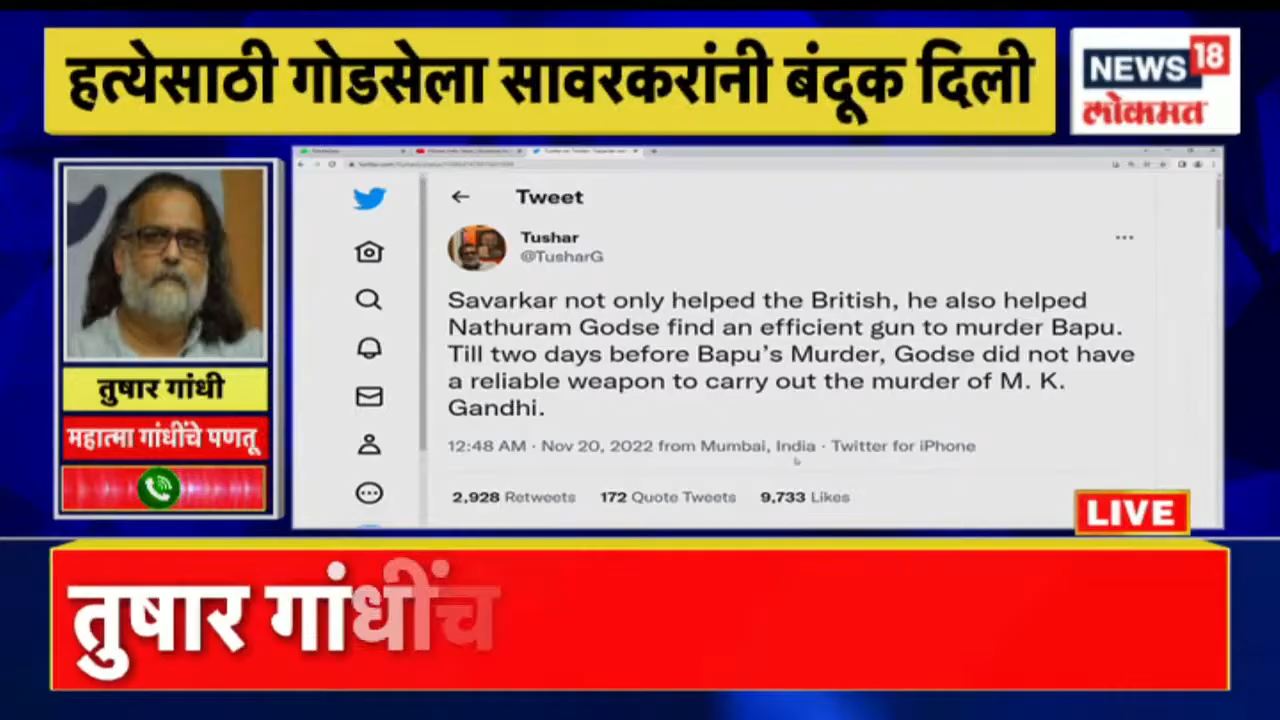 हत्येसाठी गोडसेला सावरकरांनी बंदूक दिली
NEWS 18
लोकमत
Tweet
Tushar
@TusharG
Savarkar not only helped the British, he also helped
Nathuram Godse find an efficient gun to murder Bapu.
Till two days before Bapu's Murder, Godse did not have
a reliable weapon to carry out the murder of M. K.
Gandhi.
12:48 AM · Nov 20, 2022 from Mumbai, India · Twitter for iPhone
2,928 Retweets 172 Quote Tweets 9,733 Likes
तुषार गांधी
महात्मा गांधींचे पणतू
LIVE
तुषार गांधींच